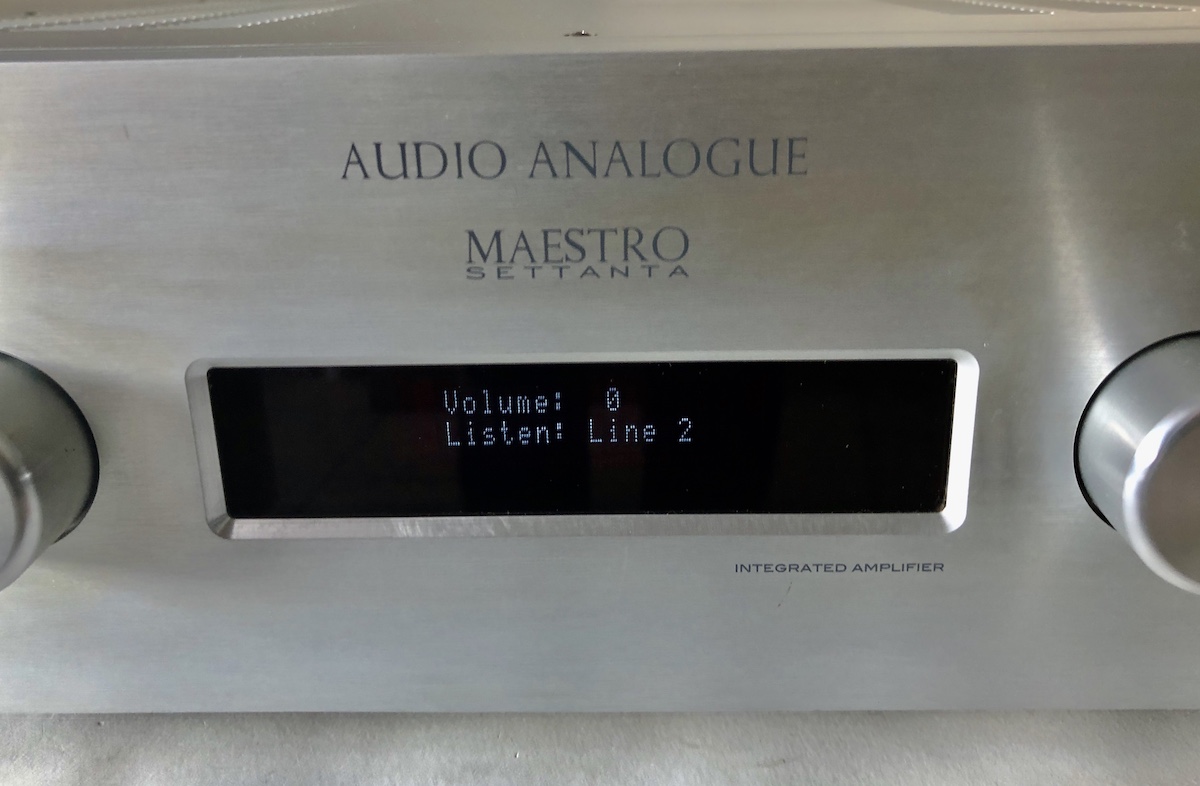 AUDIO ANALOGUE
MAESTRO
SETTANTA
Volume: 0
Listen: Line 2
INTEGRATED AMPLIFIER